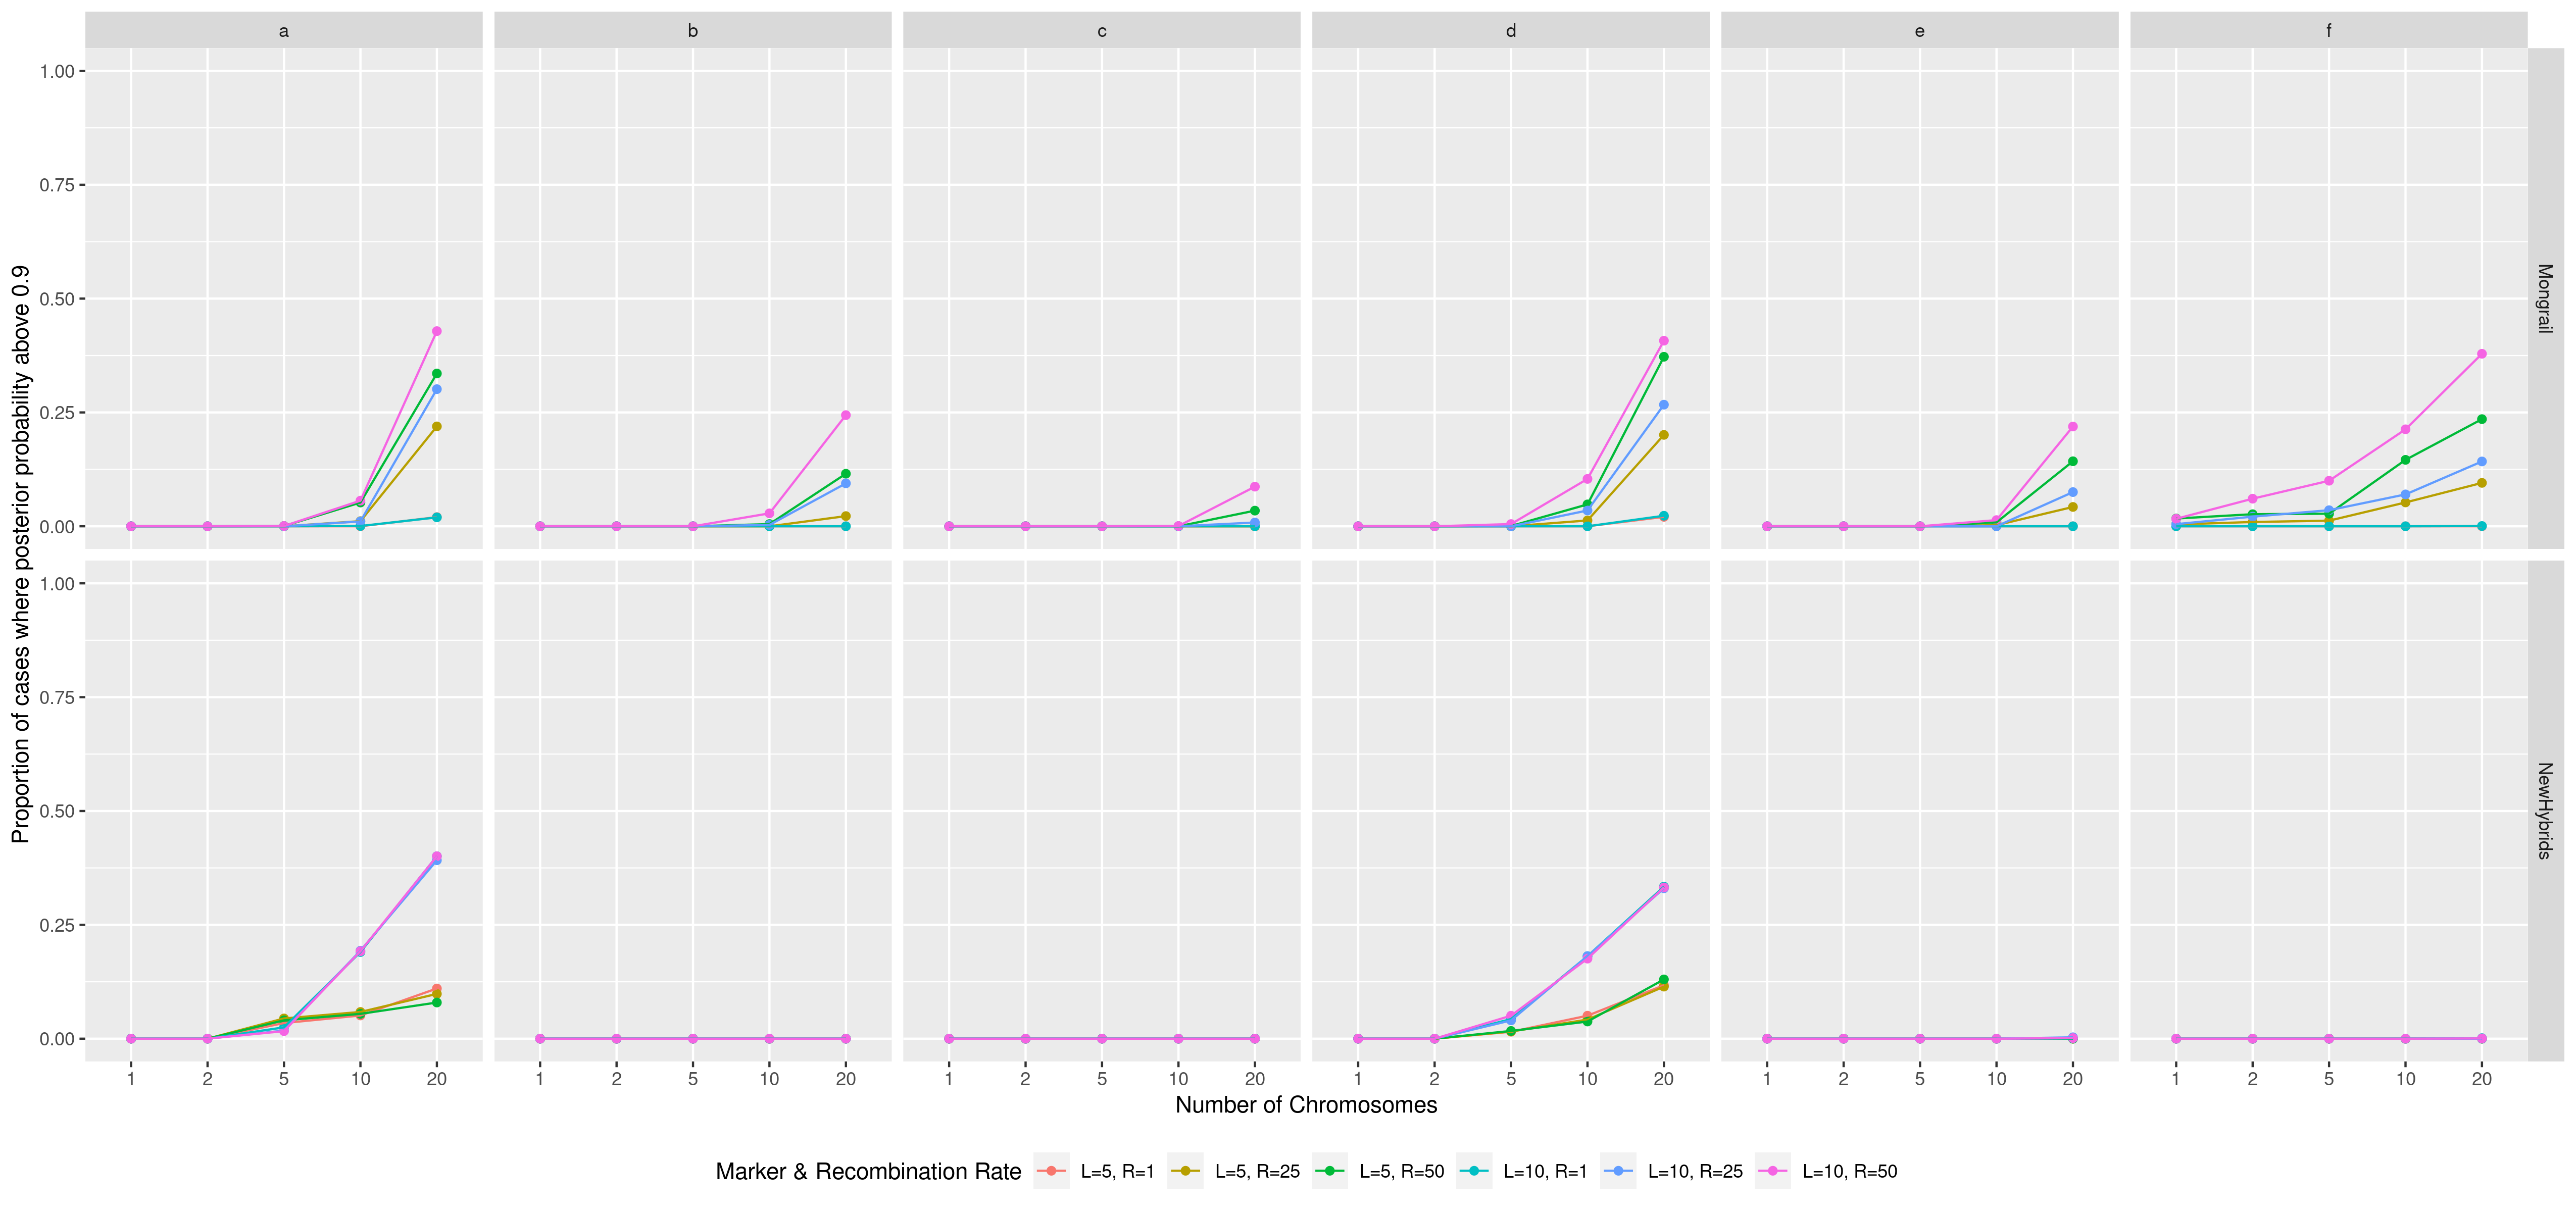 a b c d e f
Proportion of cases where posterior probability above 0.9
1.00
0.75
0.50
0.25
0.00
Mongrail
1.00
0.75
0.50
0.25
0.00
NewHybrids
1 2 5 10 20 1 2 5 10 20 1 2 5 10 20 1 2 5 10 20 1 2 5 10 20 1 2 5 10 20
Number of Chromosomes
Marker & Recombination Rate L=5, R=1 L=5, R=25 L=5, R=50 L=10, R=1 L=10, R=25 L=10, R=50